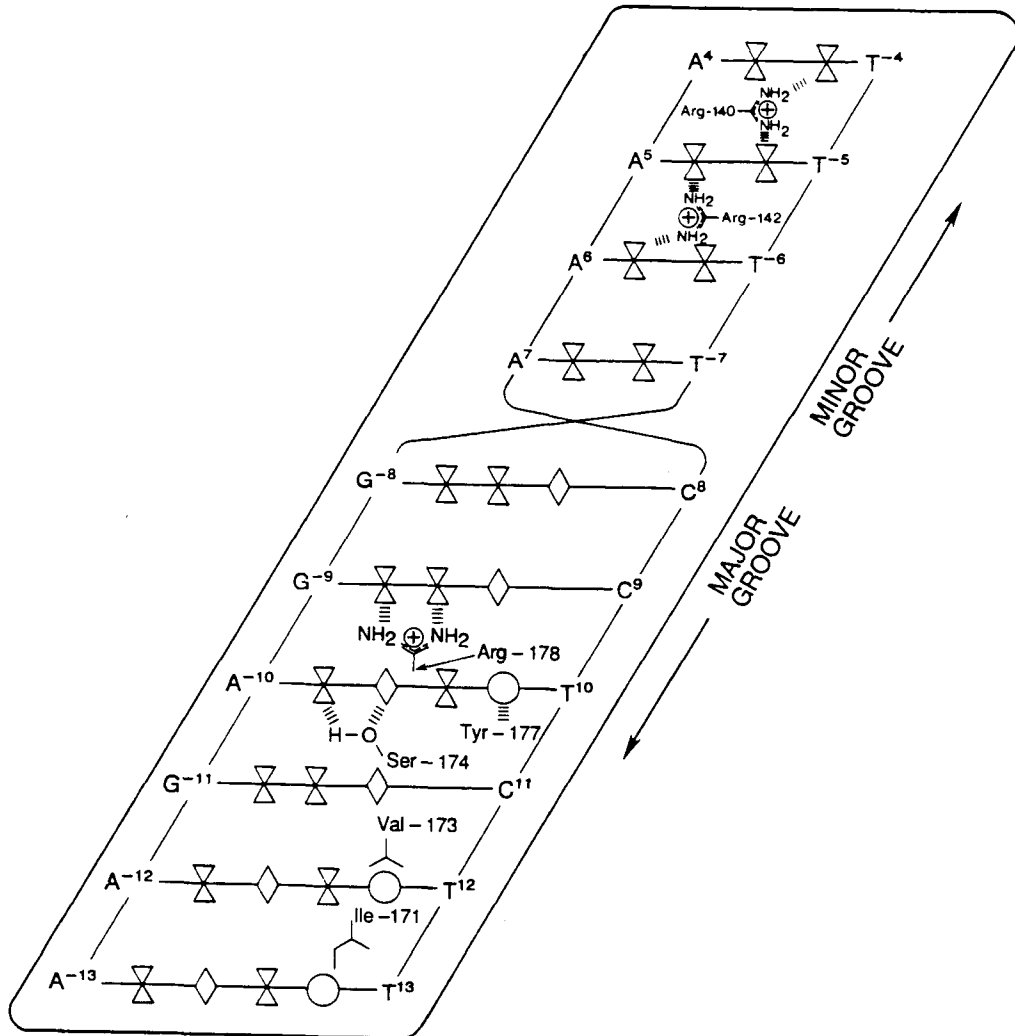 A⁴ T⁻⁴
NH₂
Arg-140 ⊕
NH₂
A⁵ T⁻⁵
NH₂
⊕ Arg-142
NH₂
A⁶ T⁻⁶
A⁷ T⁻⁷
MINOR
GROOVE
G⁻⁸ C⁸
MAJOR
GROOVE
G⁻⁹ C⁹
NH₂ ⊕ NH₂
Arg-178
A⁻¹⁰ T¹⁰
H-O Tyr-177
Ser-174
G⁻¹¹ C¹¹
Val-173
A⁻¹² T¹²
Ile-171
A⁻¹³ T¹³